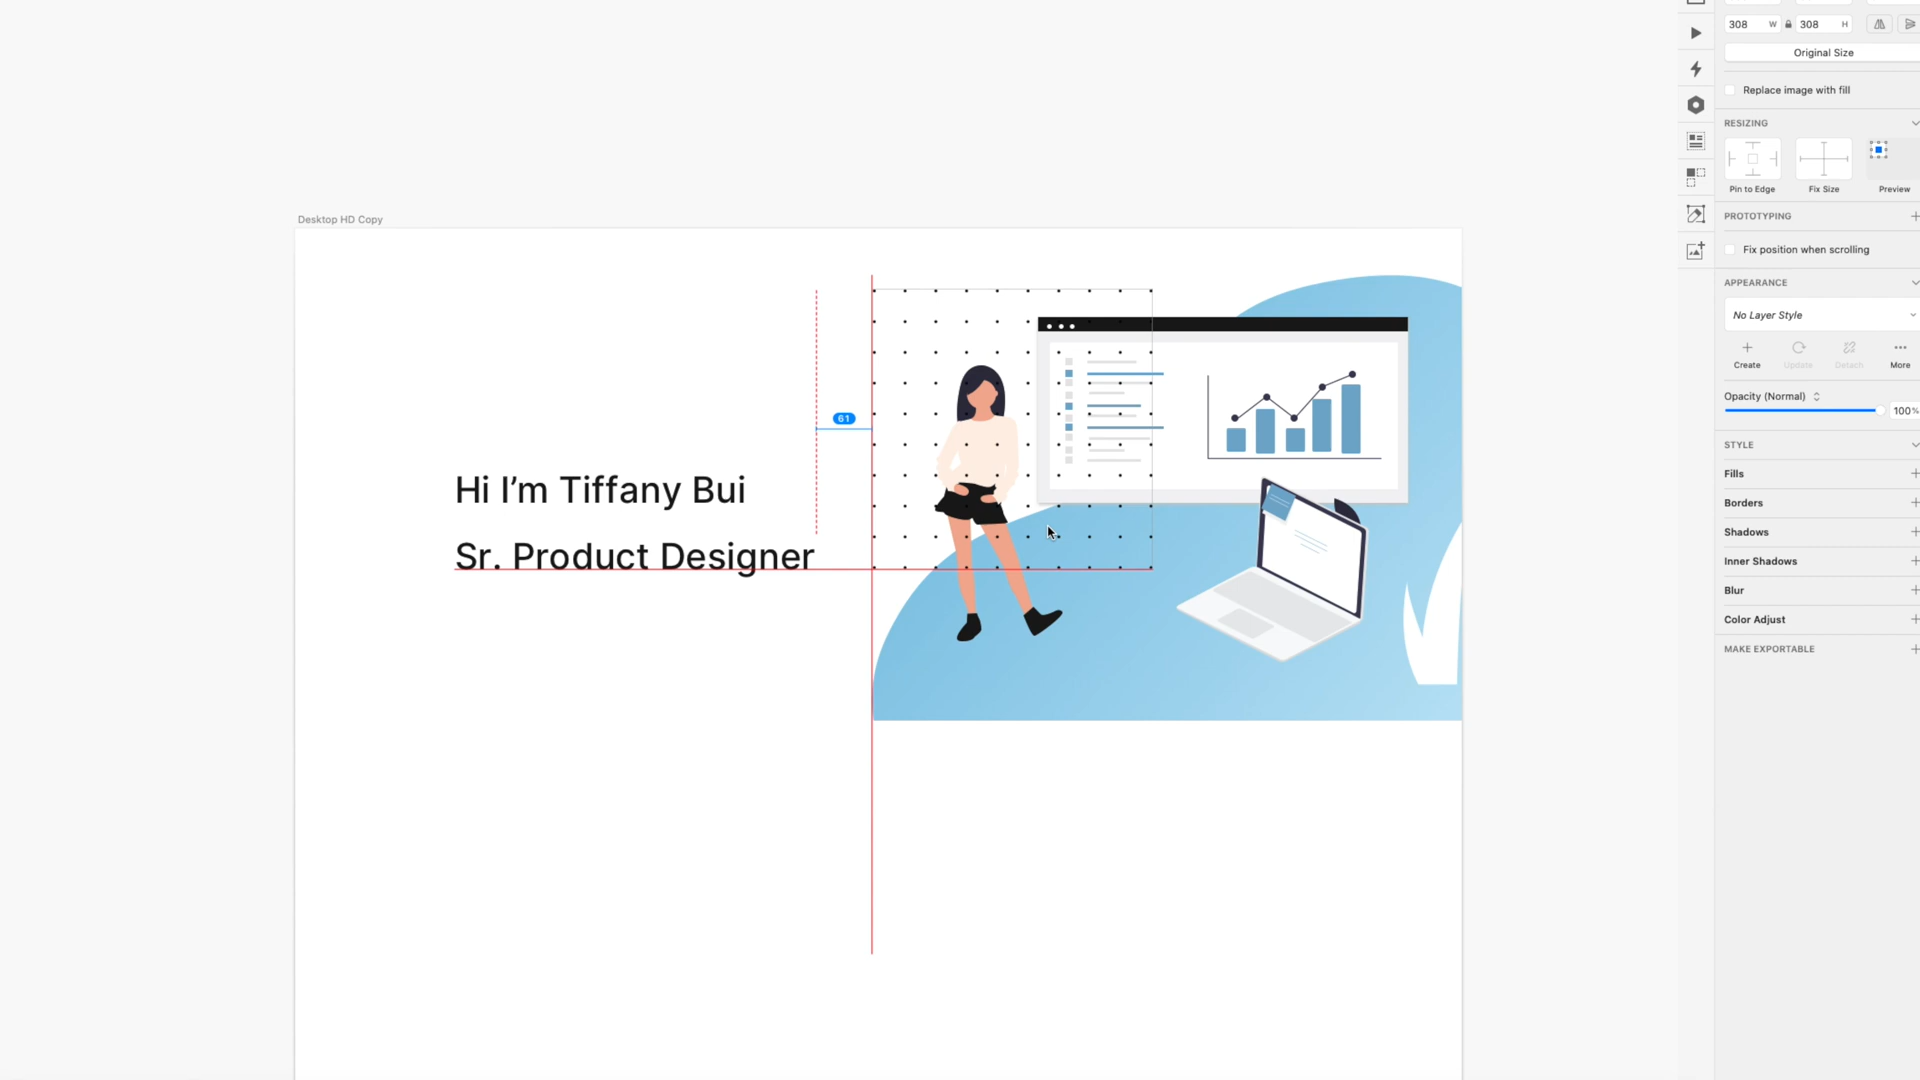 308 W 308 H
Original Size
Replace image with fill
RESIZING
Pin to Edge Fix Size Preview
PROTOTYPING
Fix position when scrolling
APPEARANCE
No Layer Style
Create Update Detach More
Opacity (Normal)
100%
STYLE
Fills
Borders
Shadows
Inner Shadows
Blur
Color Adjust
MAKE EXPORTABLE
Desktop HD Copy
61
Hi I’m Tiffany Bui
Sr. Product Designer